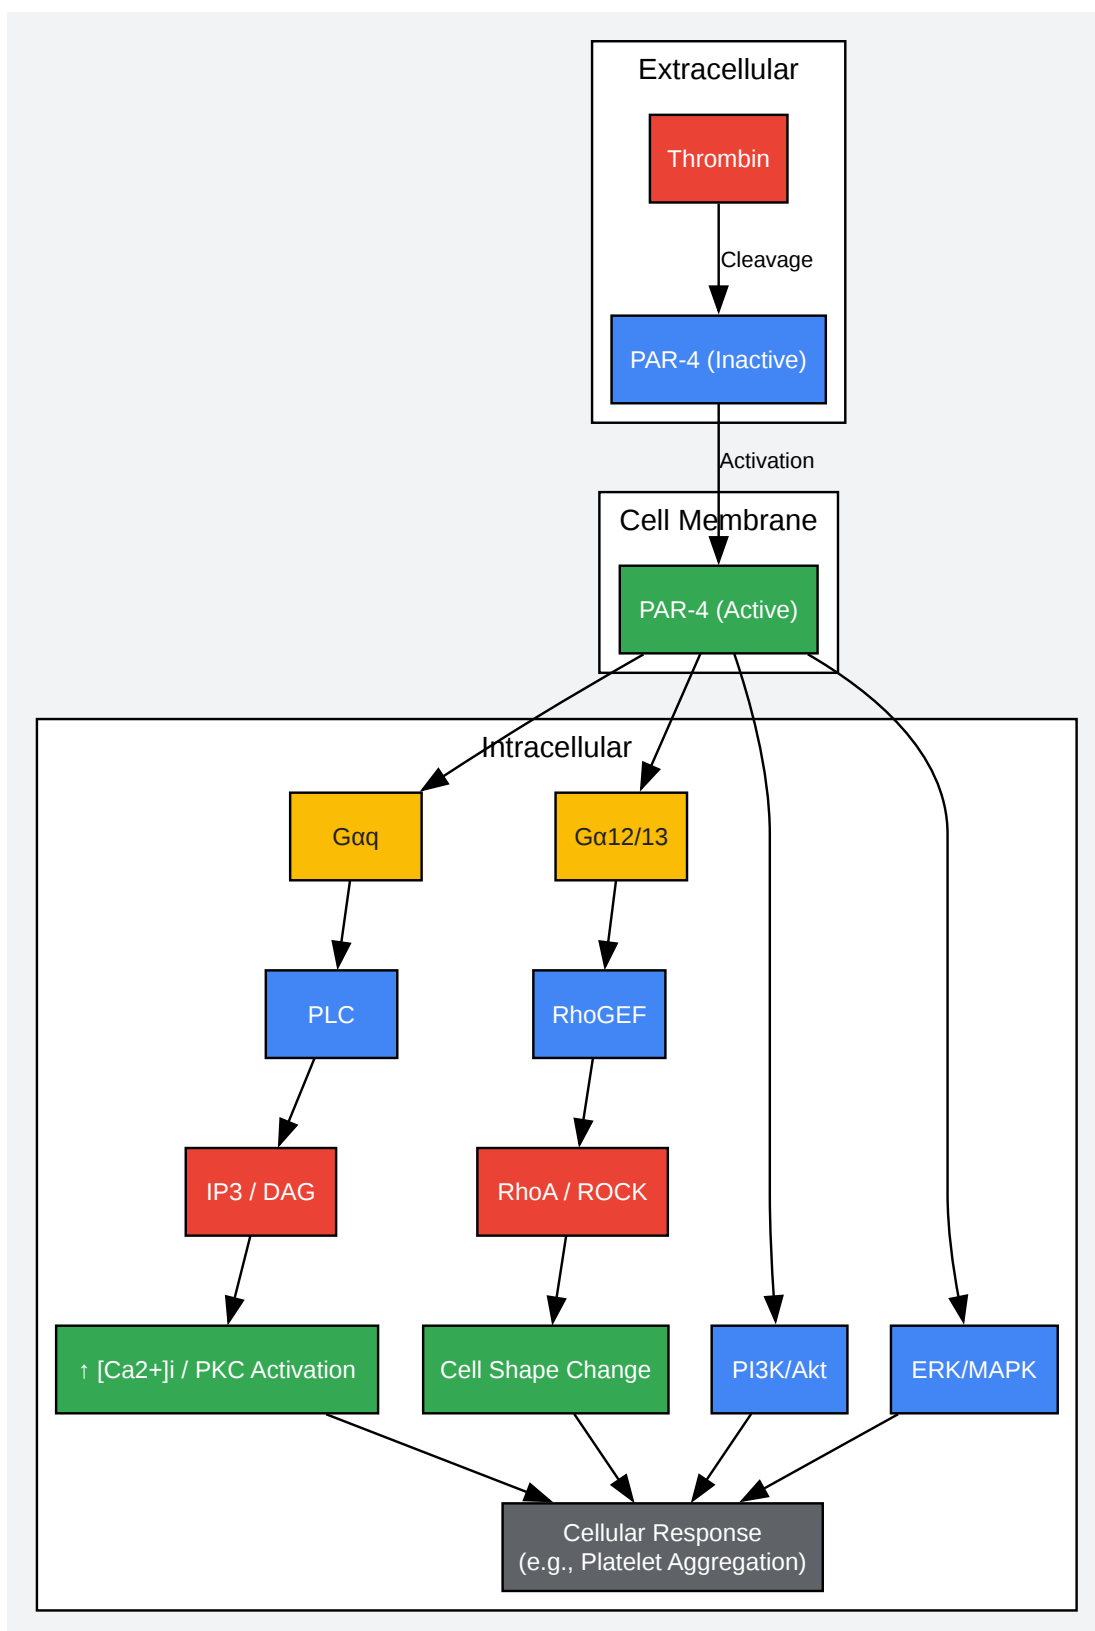 Extracellular
Thrombin
Cleavage
PAR-4 (Inactive)
Activation
Cell Membrane
PAR-4 (Active)
Intracellular
Gαq
Gα12/13
PLC
RhoGEF
IP3 / DAG
RhoA / ROCK
↑ [Ca2+]i / PKC Activation
Cell Shape Change
PI3K/Akt
ERK/MAPK
Cellular Response
(e.g., Platelet Aggregation)